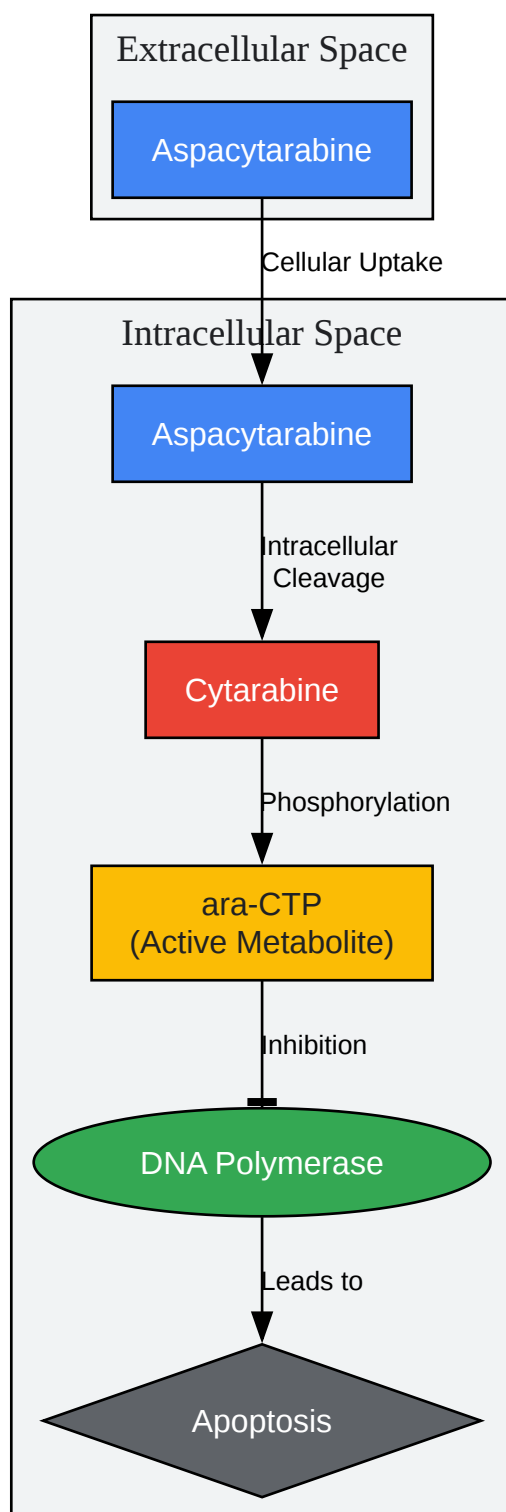 Extracellular Space
Aspacytarabine
Cellular Uptake
Intracellular Space
Aspacytarabine
Intracellular
Cleavage
Cytarabine
Phosphorylation
ara-CTP
(Active Metabolite)
Inhibition
DNA Polymerase
Leads to
Apoptosis